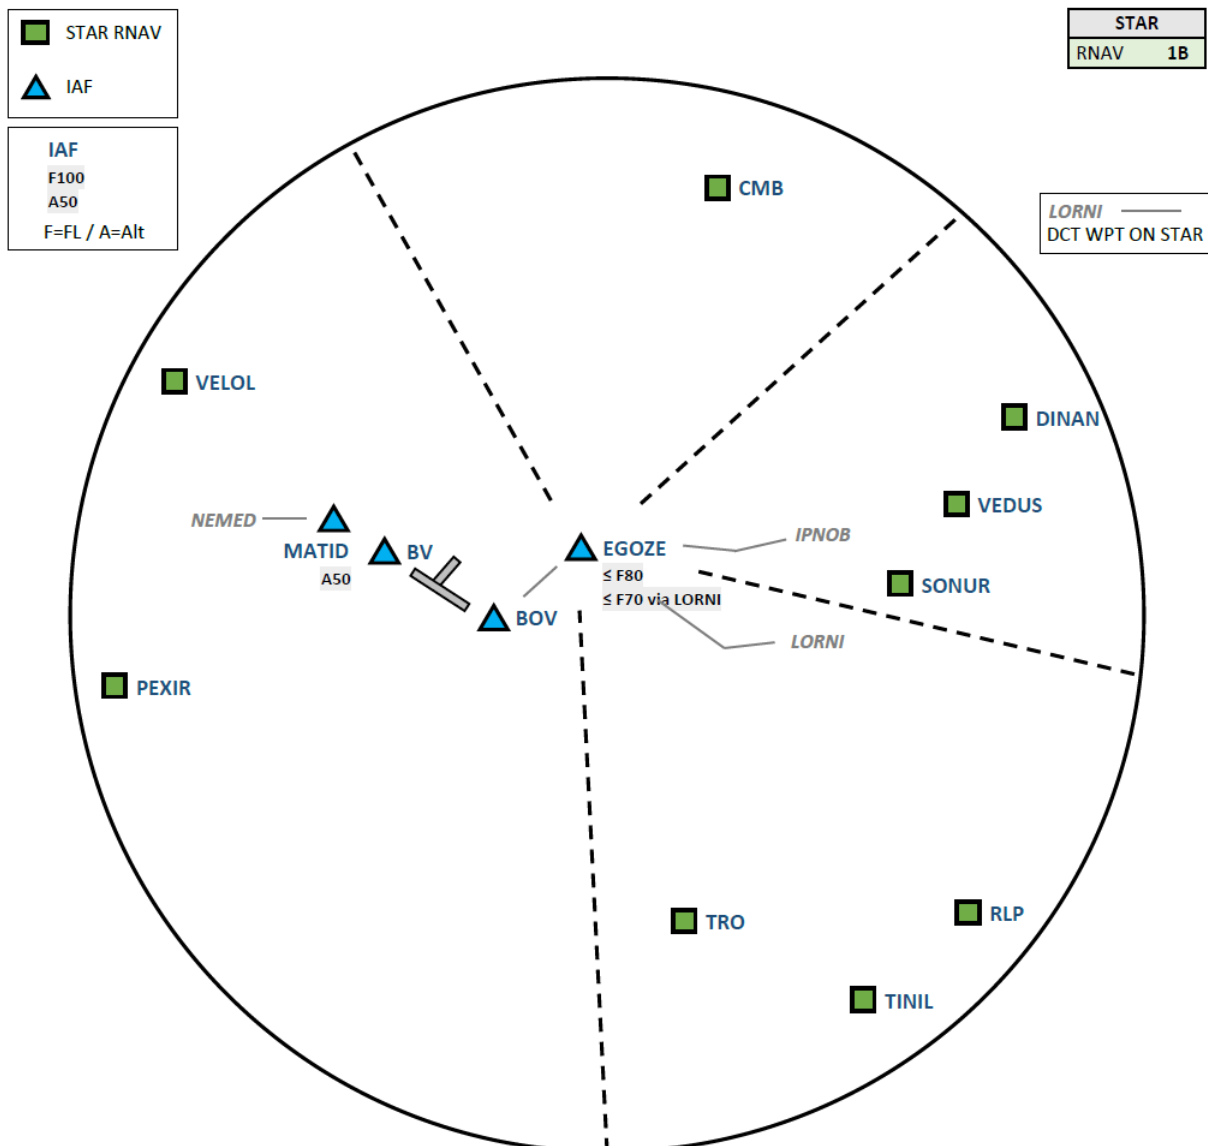 STAR RNAV
IAF
IAF
F100
A50
F=FL / A=Alt
STAR
RNAV 1B
LORNI
DCT WPT ON STAR
CMB
VELOL
DINAN
VEDUS
NEMED
MATID
A50
BV
EGOZE
≤ F80
≤ F70 via LORNI
IPNOB
SONUR
BOV
LORNI
PEXIR
TRO
RLP
TINIL